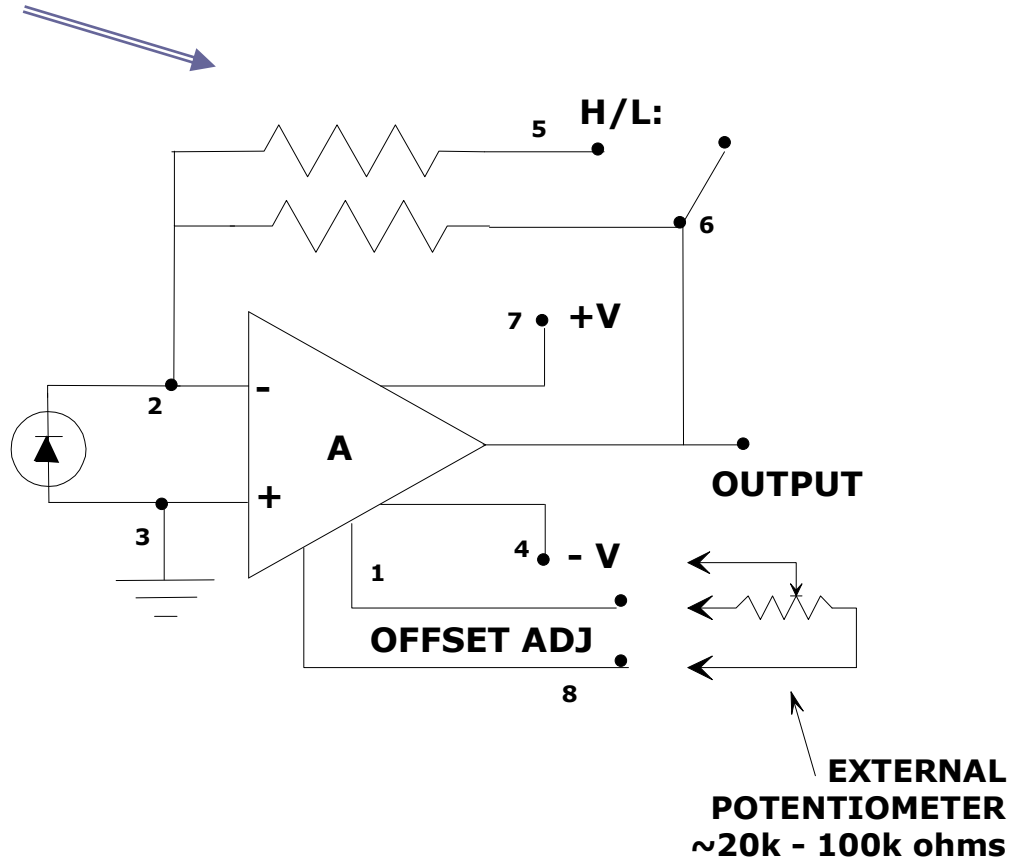 H/L:
5
6
7 +V
2
-
A
+
OUTPUT
3
4 - V
1
OFFSET ADJ
8
EXTERNAL
POTENTIOMETER
~20k - 100k ohms